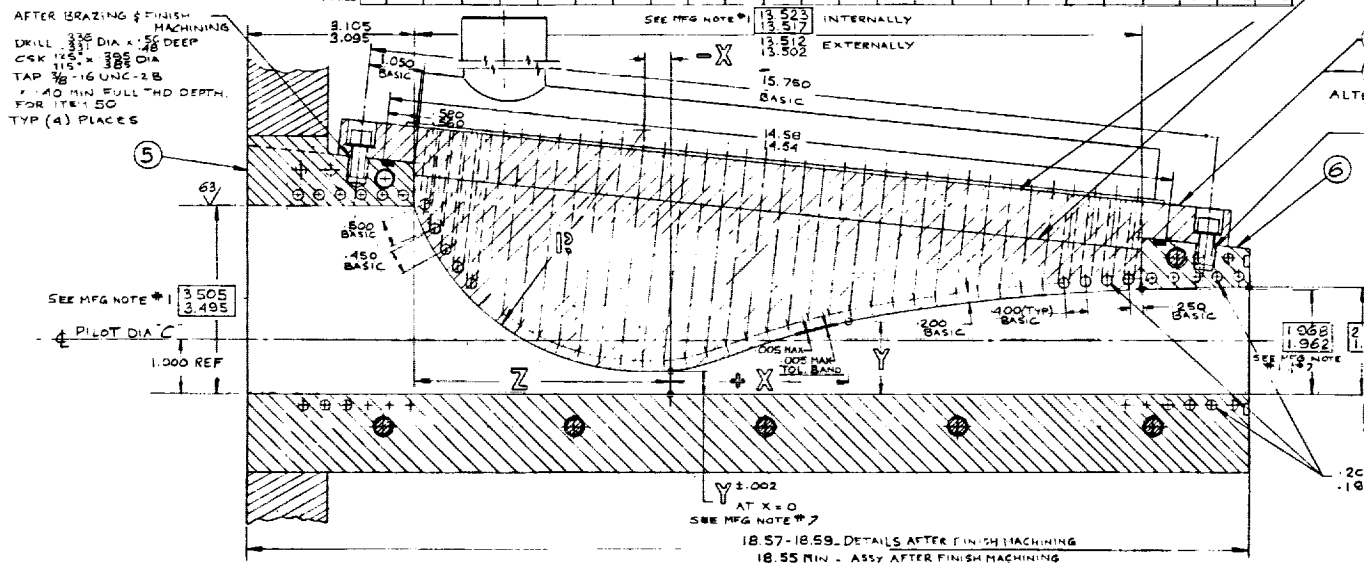 AFTER BRAZING & FINISH
MACHINING
DRILL .336/.331 DIA x .50/.48 DEEP
CSK 125°/115° x .395/.385 DIA
TAP 3/8-16 UNC-2B
x .40 MIN FULL THD DEPTH.
FOR ITEM 50
TYP (4) PLACES
3.105
3.095
SEE MFG NOTE #1
13.523
13.517
INTERNALLY
13.512
13.502
EXTERNALLY
-X
1.050
BASIC
15.760
BASIC
14.58
14.54
ALTE
5
6
63
.500
BASIC
.450
BASIC
R
SEE MFG NOTE #1
3.505
3.495
℄ PILOT DIA "C"
1.000 REF
.005 MAX
.005 MAX
TOL. BAND
.200
BASIC
.400 (TYP)
BASIC
.250
BASIC
1.968
1.962
SEE MFG NOTE
2
1.
Z
+X
Y
Y ±.002
AT X = 0
SEE MFG NOTE #7
.20
.18
18.57-18.59 DETAILS AFTER FINISH MACHINING
18.55 MIN - ASSY AFTER FINISH MACHINING